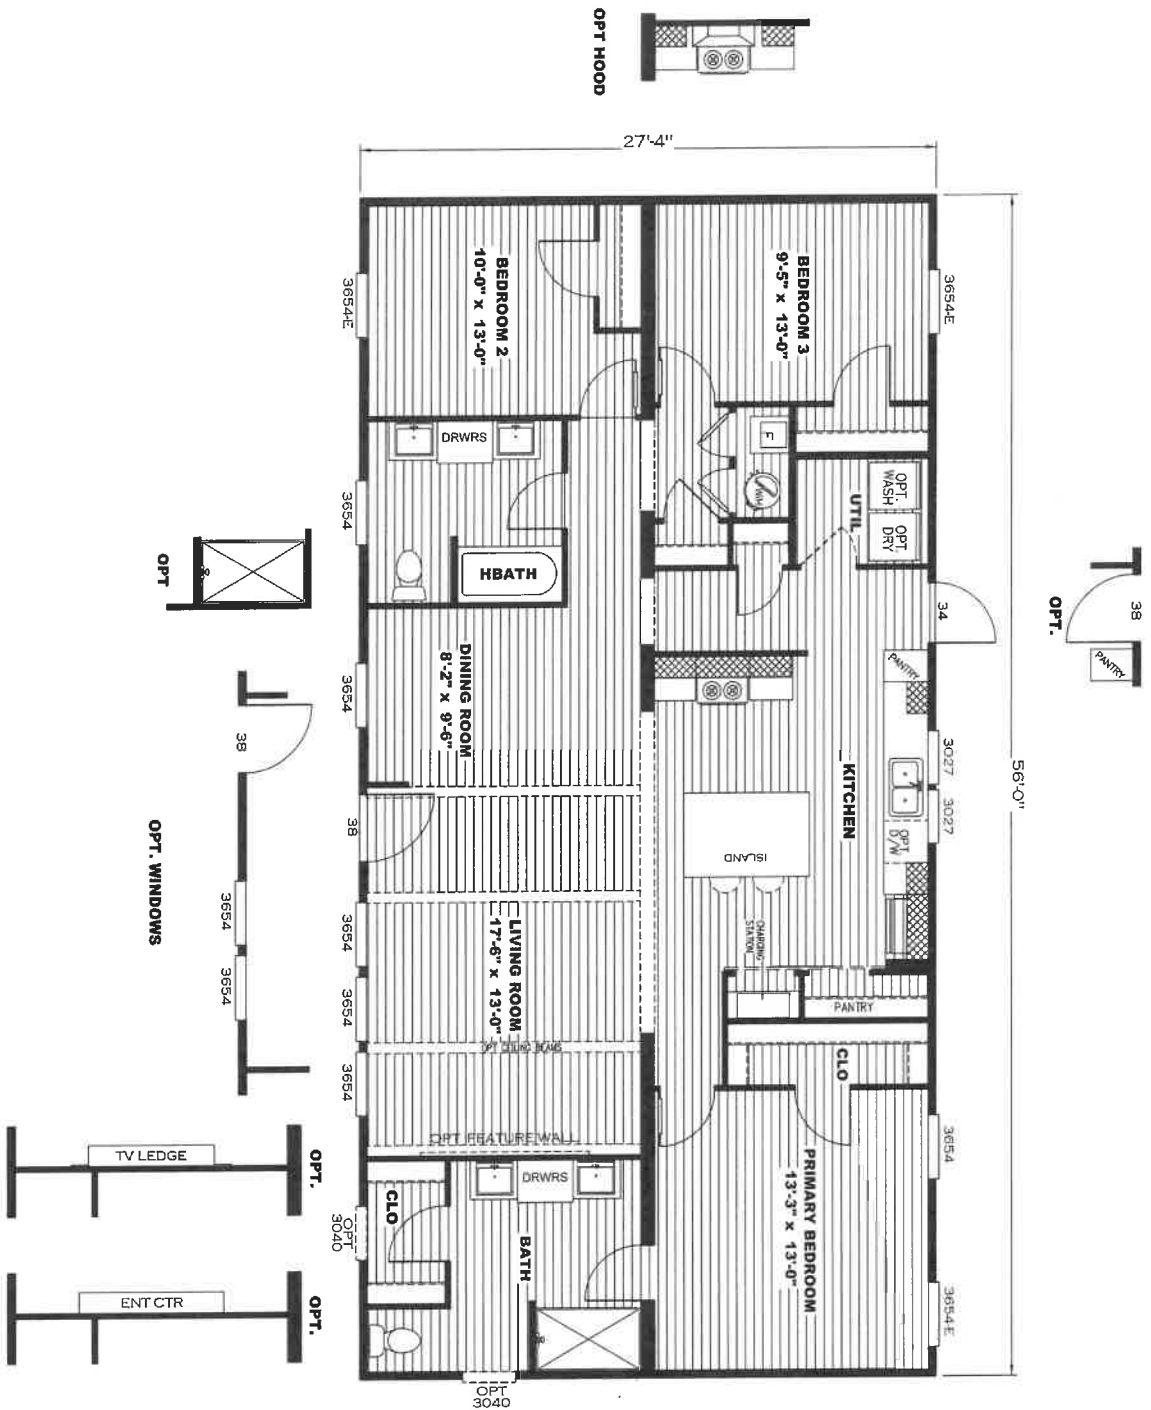 OPT HOOD
27'-4"
56'-0"
BEDROOM 2
10'-0" x 13'-0"
BEDROOM 3
9'-5" x 13'-0"
3654-E
3654-E
F
WH
OPT.
WASH
OPT.
DRY
UTIL
DRWRS
HBATH
3654
OPT
34
38
PANTRY
OPT.
DINING ROOM
8'-2" x 9'-6"
3654
PANTRY
3027
3027
KITCHEN
OPT
D/W
ISLAND
CHARGING
STATION
PANTRY
38
38
OPT. WINDOWS
3654
3654
LIVING ROOM
17'-6" x 13'-0"
OPT CEILING BEAMS
OPT FEATURE WALL
3654
3654
3654
CLO
PRIMARY BEDROOM
13'-3" x 13'-0"
3654
3654-E
DRWRS
BATH
CLO
OPT
3040
OPT
3040
TV LEDGE
OPT.
ENT CTR
OPT.